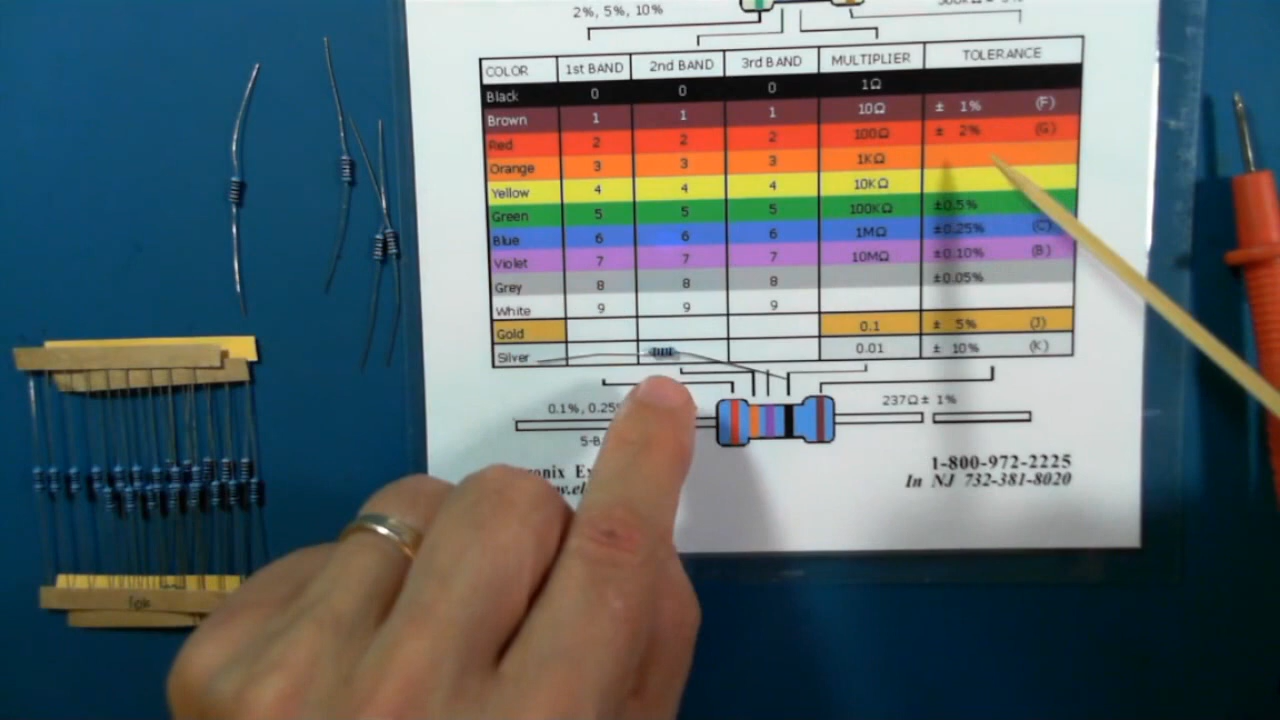 2%, 5%, 10%
COLOR 1st BAND 2nd BAND 3rd BAND MULTIPLIER TOLERANCE
Black 0 0 0 1Ω
Brown 1 1 1 10Ω ± 1% (F)
Red 2 2 2 100Ω ± 2% (G)
Orange 3 3 3 1KΩ
Yellow 4 4 4 10KΩ
Green 5 5 5 100KΩ ±0.5%
Blue 6 6 6 1MΩ ±0.25% (C)
Violet 7 7 7 10MΩ ±0.10% (B)
Grey 8 8 8 ±0.05%
White 9 9 9
Gold 0.1 ± 5% (J)
Silver 0.01 ± 10% (K)
0.1%, 237Ω ± 1%
1-800-972-2225
In NJ 732-381-8020